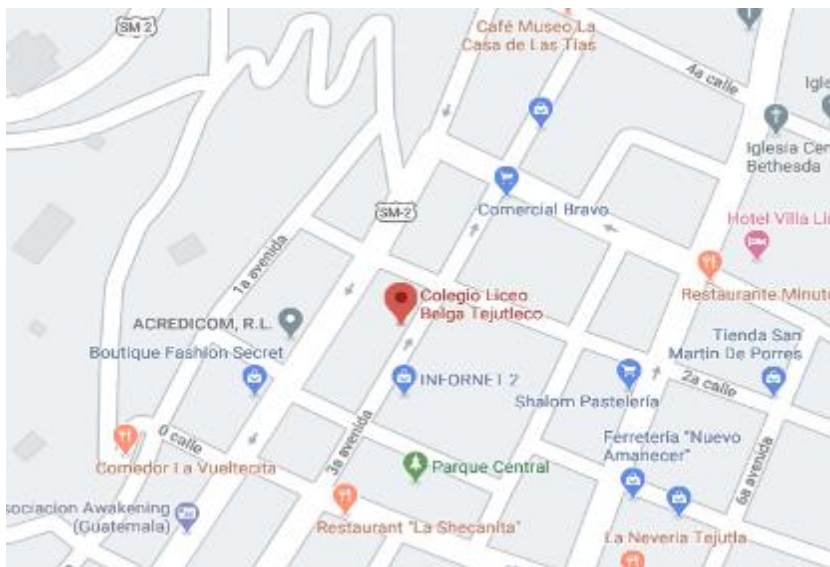 SM 2
Café Museo La
Casa de Las Tías
4a calle
Iglesia Cen
Bethesda
Comercial Bravo
SM-2
Hotel Villa Li
1a avenida
Colegio Liceo
Belga Tejutleco
Restaurante Minut
ACREDICOM, R.L.
Boutique Fashion Secret
Tienda San
Martin De Porres
INFORNET 2
Shalom Pastelería
2a calle
0 calle
3a avenida
Ferretería "Nuevo
Amanecer"
6a avenida
Comedor La Vueltecita
Parque Central
sociacion Awakening
(Guatemala)
Restaurant "La Shecanita"
La Neveria Tejutla